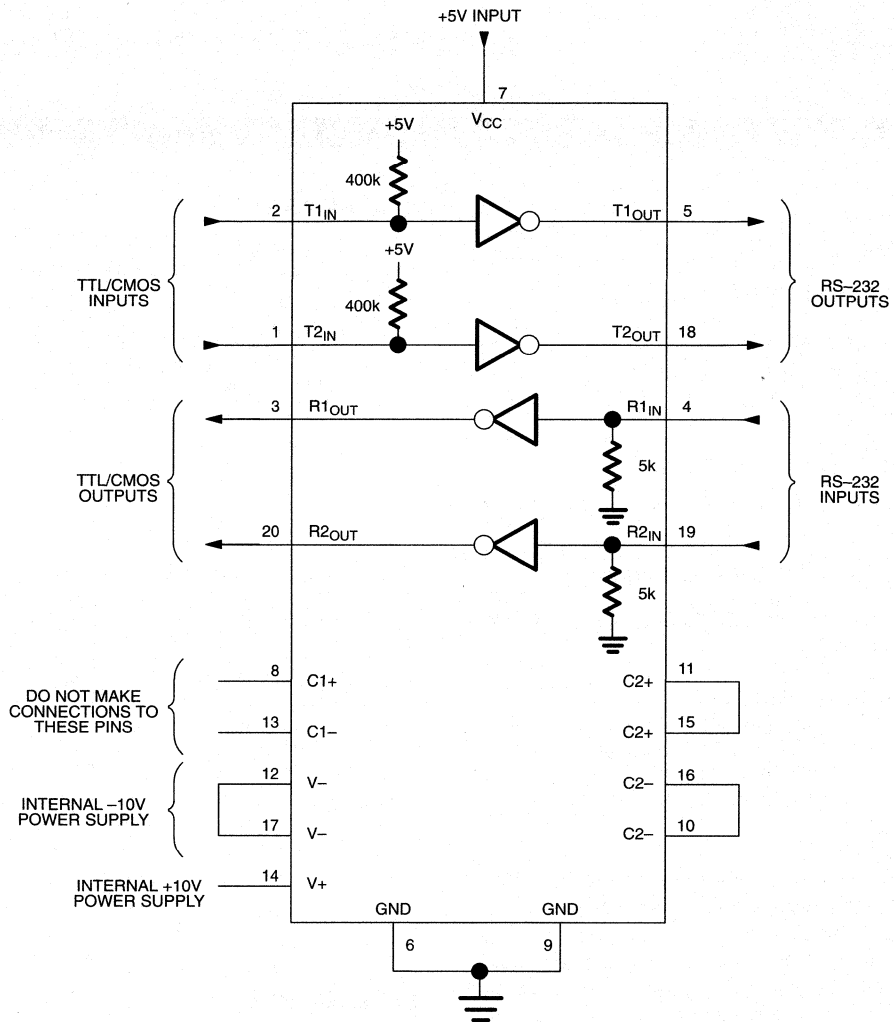 +5V INPUT
7
VCC
+5V
400k
2 T1IN T1OUT 5
+5V
400k
TTL/CMOS
INPUTS
RS–232
OUTPUTS
1 T2IN T2OUT 18
3 R1OUT R1IN 4
5k
TTL/CMOS
OUTPUTS
RS–232
INPUTS
20 R2OUT R2IN 19
5k
8 C1+ C2+ 11
DO NOT MAKE
CONNECTIONS TO
THESE PINS
13 C1– C2+ 15
12 V– C2– 16
INTERNAL –10V
POWER SUPPLY
17 V– C2– 10
14 V+
INTERNAL +10V
POWER SUPPLY
GND GND
6 9